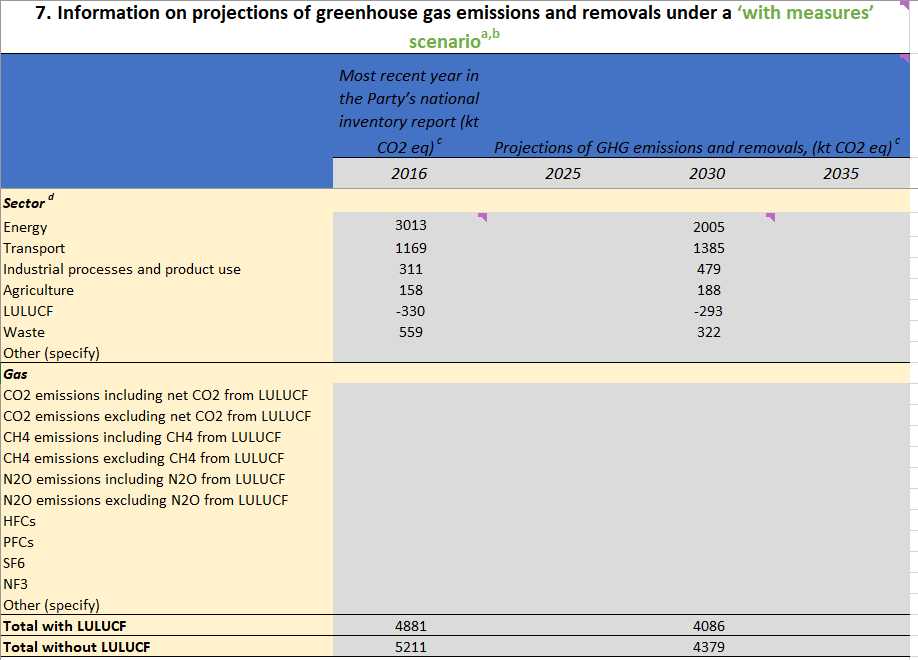 7. Information on projections of greenhouse gas emissions and removals under a ‘with measures’
scenario a,b
Most recent year in
the Party’s national
inventory report (kt
CO2 eq) c Projections of GHG emissions and removals, (kt CO2 eq) c
2016 2025 2030 2035
Sector d
Energy 3013 2005
Transport 1169 1385
Industrial processes and product use 311 479
Agriculture 158 188
LULUCF -330 -293
Waste 559 322
Other (specify)
Gas
CO2 emissions including net CO2 from LULUCF
CO2 emissions excluding net CO2 from LULUCF
CH4 emissions including CH4 from LULUCF
CH4 emissions excluding CH4 from LULUCF
N2O emissions including N2O from LULUCF
N2O emissions excluding N2O from LULUCF
HFCs
PFCs
SF6
NF3
Other (specify)
Total with LULUCF 4881 4086
Total without LULUCF 5211 4379